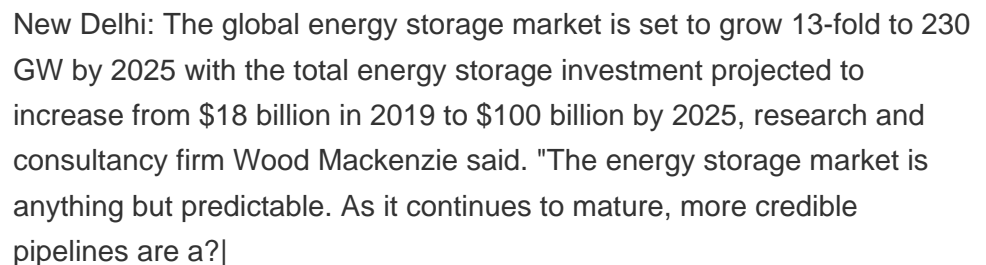 New Delhi: The global energy storage market is set to grow 13-fold to 230
GW by 2025 with the total energy storage investment projected to
increase from $18 billion in 2019 to $100 billion by 2025, research and
consultancy firm Wood Mackenzie said. "The energy storage market is
anything but predictable. As it continues to mature, more credible
pipelines are a?|